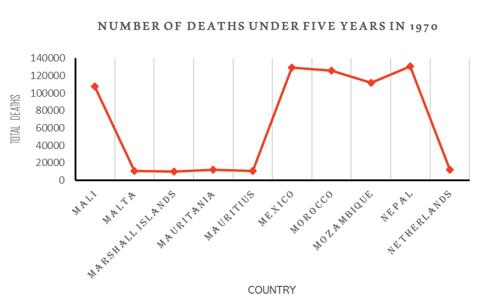 NUMBER OF DEATHS UNDER FIVE YEARS IN 1970
TOTAL DEATHS
140000
120000
100000
80000
60000
40000
20000
0
MALI
MALTA
MARSHALL ISLANDS
MAURITANIA
MAURITIUS
MEXICO
MOROCCO
MOZAMBIQUE
NEPAL
NETHERLANDS
COUNTRY